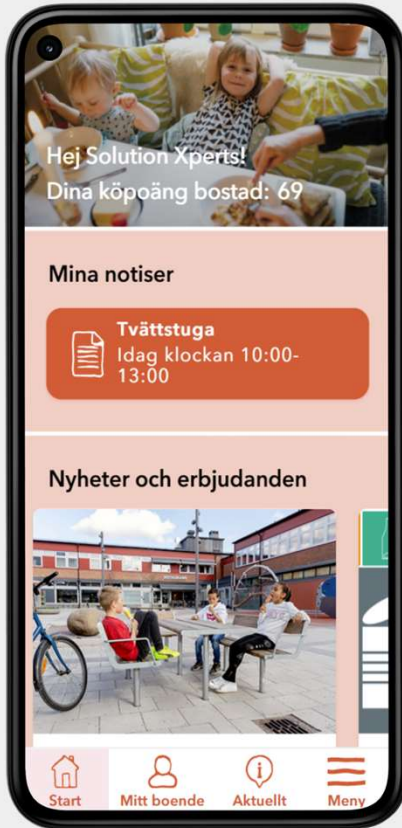 Hej Solution Xperts!
Dina köpoäng bostad: 69
Mina notiser
Tvättstuga
Idag klockan 10:00-
13:00
Nyheter och erbjudanden
Start
Mitt boende
Aktuellt
Meny